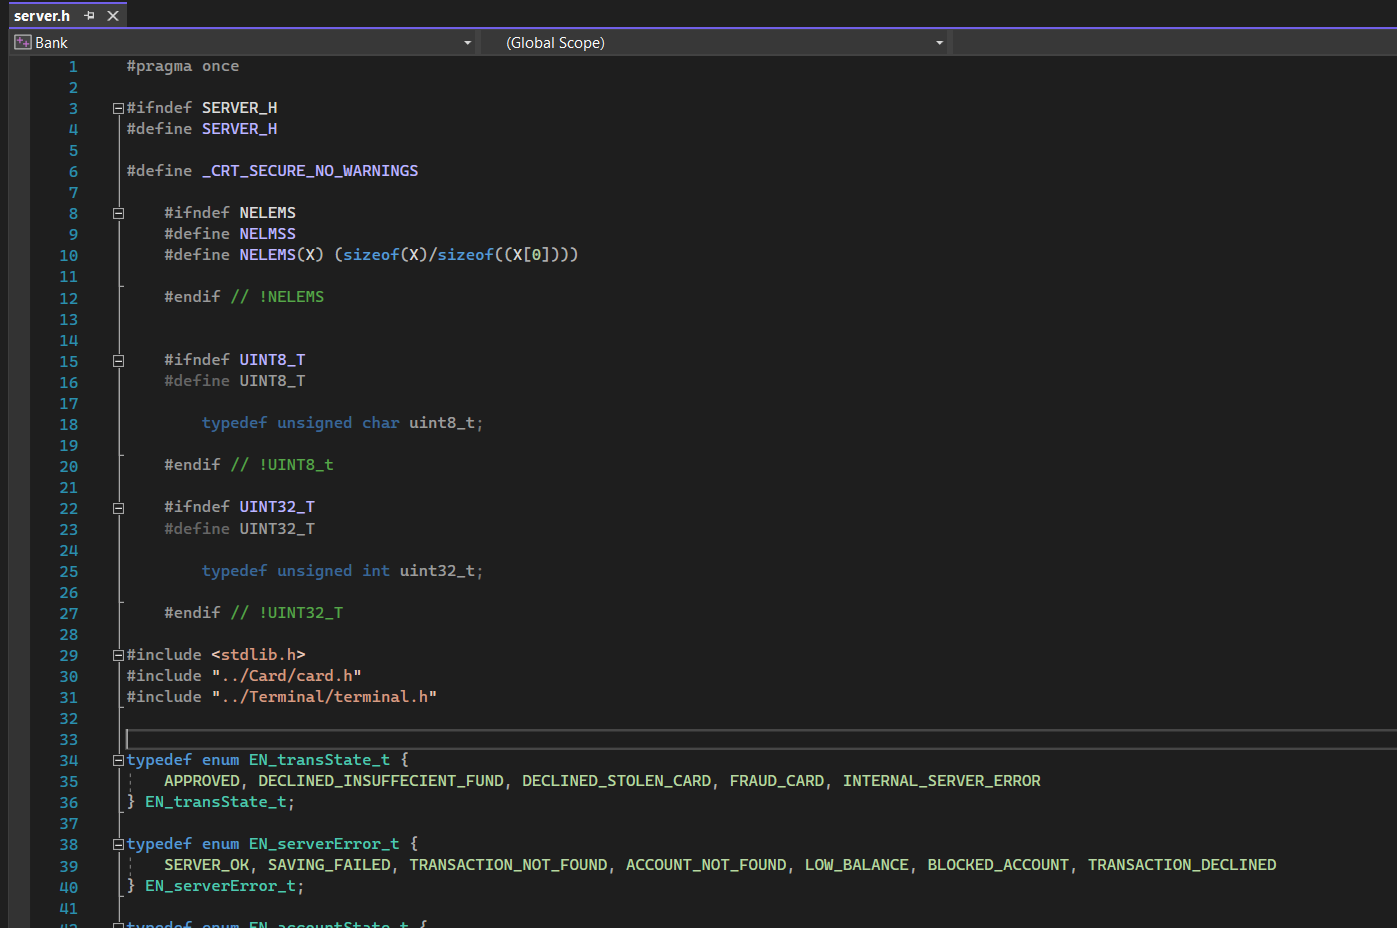 server.h
Bank
(Global Scope)
1 #pragma once
2
3 #ifndef SERVER_H
4 #define SERVER_H
5
6 #define _CRT_SECURE_NO_WARNINGS
7
8 #ifndef NELEMS
9 #define NELMSS
10 #define NELEMS(X) (sizeof(X)/sizeof((X[0])))
11
12 #endif // !NELEMS
13
14
15 #ifndef UINT8_T
16 #define UINT8_T
17
18 typedef unsigned char uint8_t;
19
20 #endif // !UINT8_t
21
22 #ifndef UINT32_T
23 #define UINT32_T
24
25 typedef unsigned int uint32_t;
26
27 #endif // !UINT32_T
28
29 #include <stdlib.h>
30 #include "../Card/card.h"
31 #include "../Terminal/terminal.h"
32
33
34 typedef enum EN_transState_t {
35 APPROVED, DECLINED_INSUFFECIENT_FUND, DECLINED_STOLEN_CARD, FRAUD_CARD, INTERNAL_SERVER_ERROR
36 } EN_transState_t;
37
38 typedef enum EN_serverError_t {
39 SERVER_OK, SAVING_FAILED, TRANSACTION_NOT_FOUND, ACCOUNT_NOT_FOUND, LOW_BALANCE, BLOCKED_ACCOUNT, TRANSACTION_DECLINED
40 } EN_serverError_t;
41
42 typedef enum EN_accountState_t {